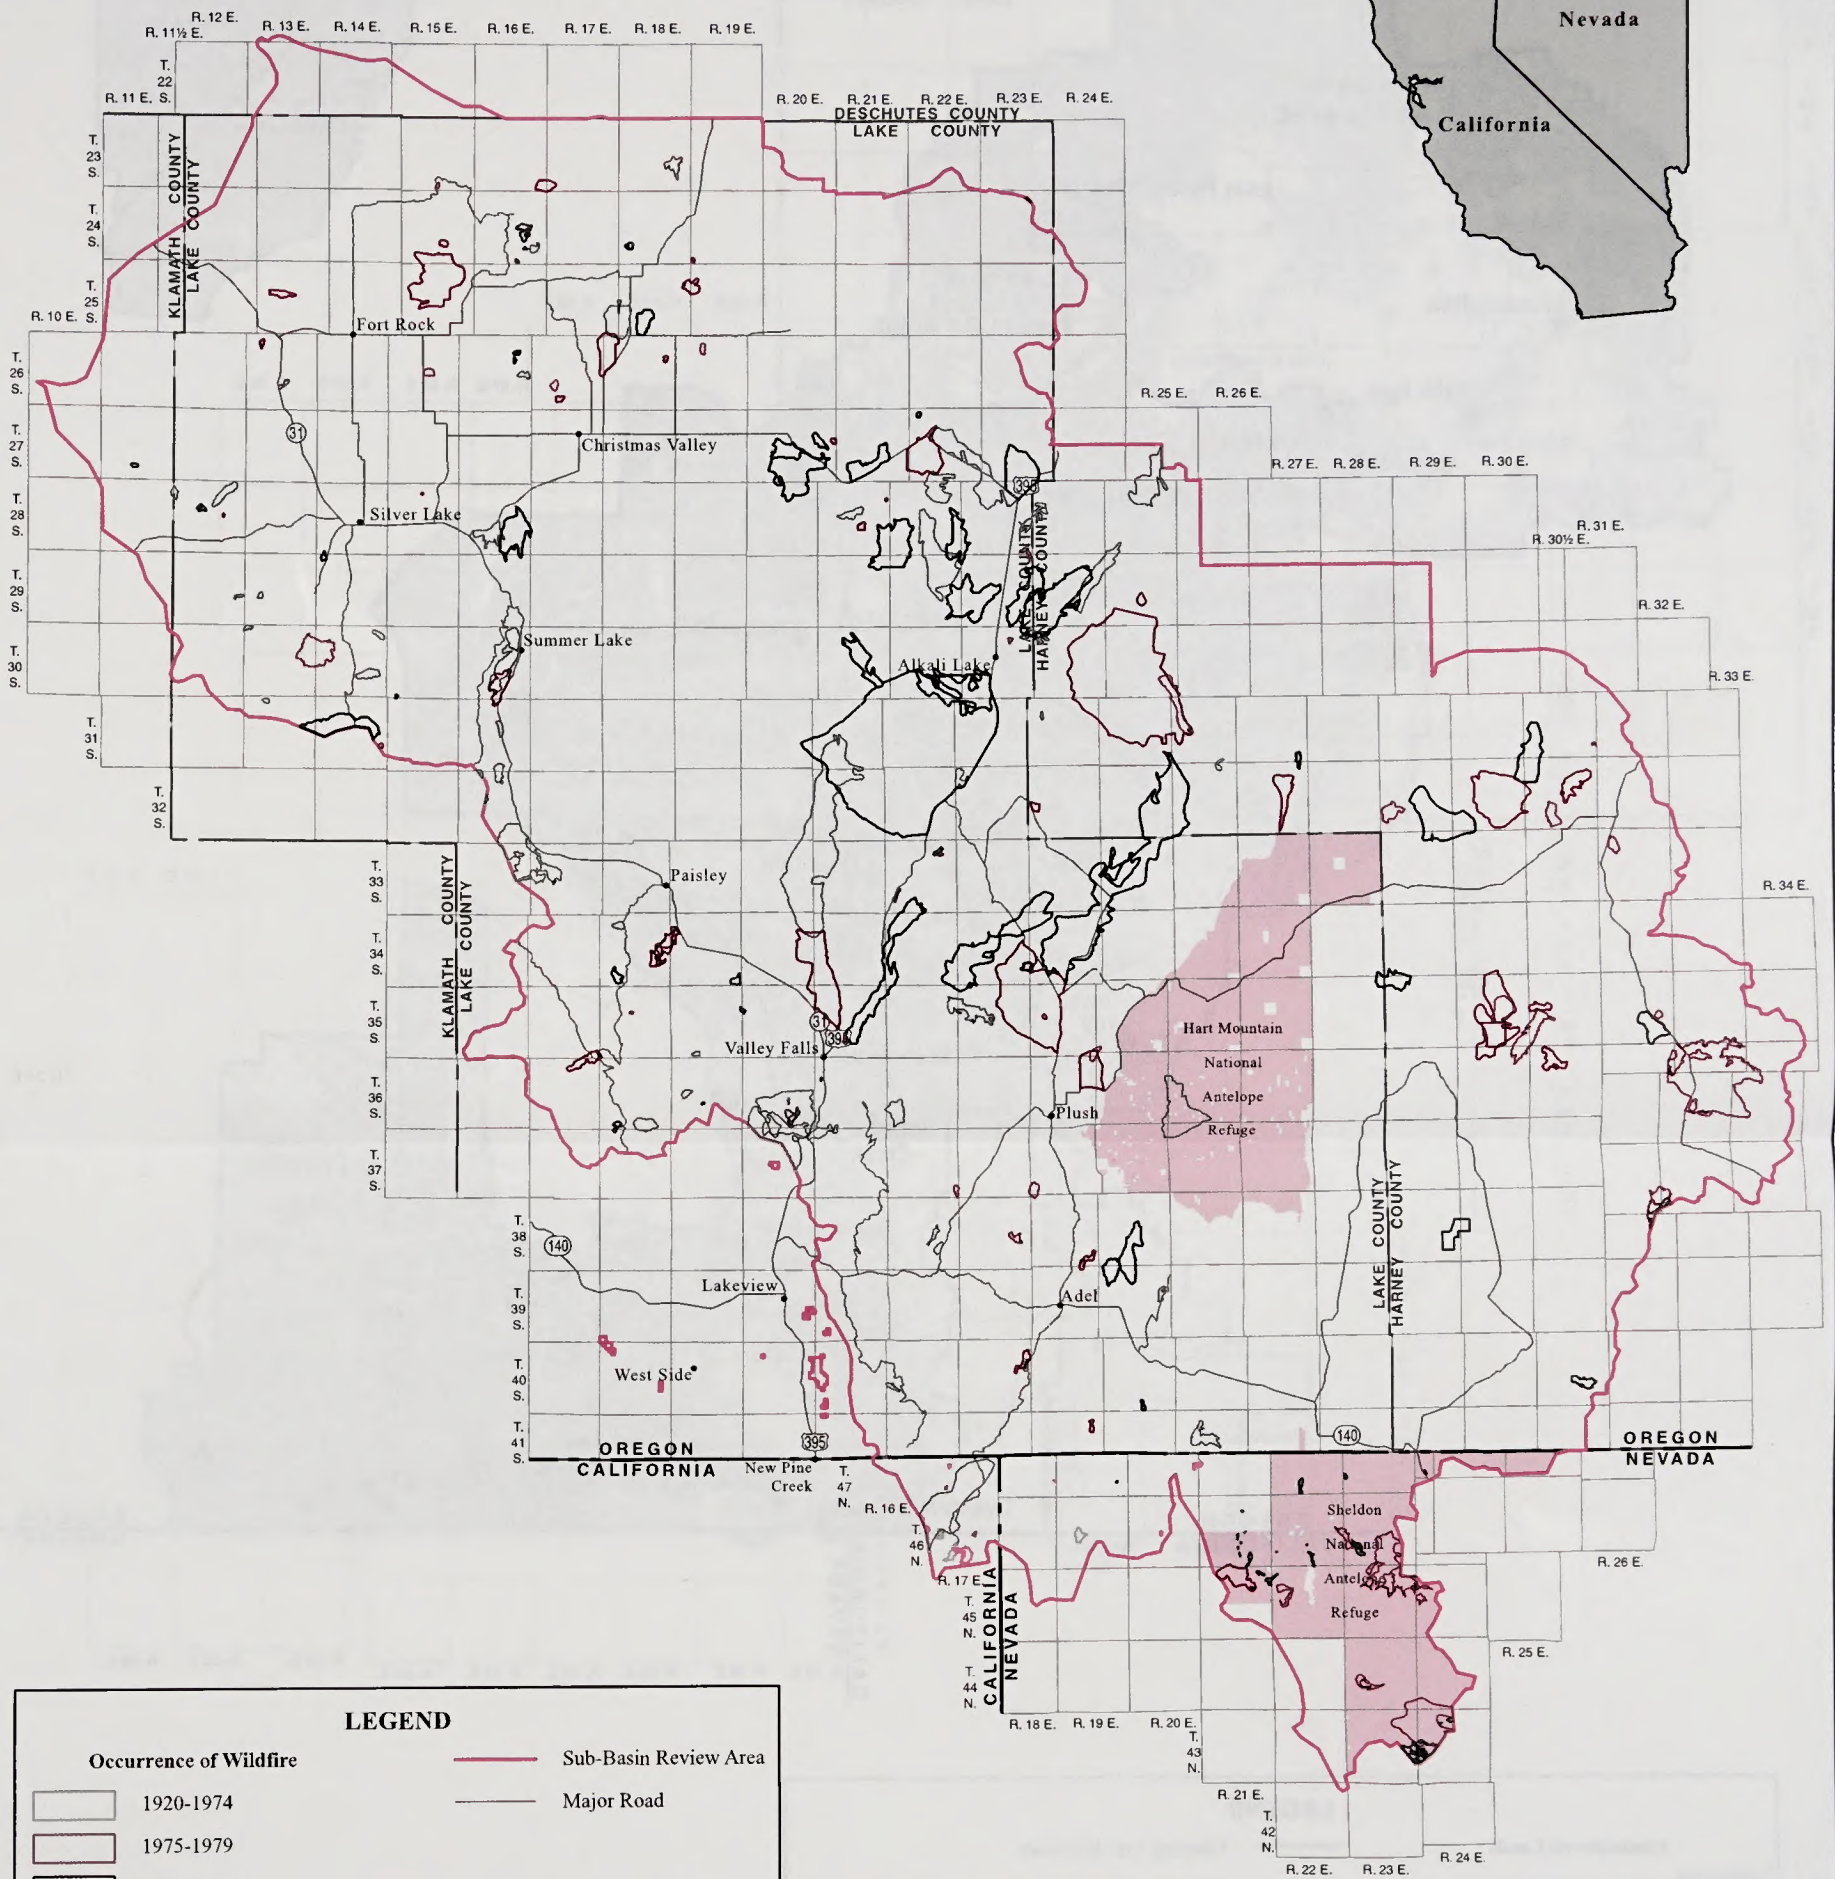 Nevada
California
R. 11½ E.
R. 12 E.
R. 13 E.
R. 14 E.
R. 15 E.
R. 16 E.
R. 17 E.
R. 18 E.
R. 19 E.
T. 22 S.
R. 11 E.
R. 20 E.
R. 21 E.
R. 22 E.
R. 23 E.
R. 24 E.
DESCHUTES COUNTY
LAKE COUNTY
KLAMATH COUNTY
LAKE COUNTY
T. 23 S.
T. 24 S.
T. 25 S.
R. 10 E.
Fort Rock
T. 26 S.
R. 25 E.
R. 26 E.
T. 27 S.
31
Christmas Valley
R. 27 E.
R. 28 E.
R. 29 E.
R. 30 E.
395
T. 28 S.
Silver Lake
R. 31 E.
R. 30½ E.
LAKE COUNTY
HARNEY COUNTY
T. 29 S.
R. 32 E.
Summer Lake
T. 30 S.
Alkali Lake
R. 33 E.
T. 31 S.
T. 32 S.
KLAMATH COUNTY
LAKE COUNTY
T. 33 S.
Paisley
R. 34 E.
T. 34 S.
T. 35 S.
31
395
Valley Falls
Hart Mountain
National
Antelope
Refuge
T. 36 S.
Plush
T. 37 S.
LAKE COUNTY
HARNEY COUNTY
T. 38 S.
140
Lakeview
T. 39 S.
Adel
T. 40 S.
West Side
T. 41 S.
395
140
OREGON
CALIFORNIA
OREGON
NEVADA
New Pine
Creek
T. 47 N.
R. 16 E.
Sheldon
National
Antelope
Refuge
T. 46 N.
R. 17 E.
R. 26 E.
T. 45 N.
CALIFORNIA
NEVADA
R. 25 E.
T. 44 N.
R. 18 E.
R. 19 E.
R. 20 E.
T. 43 N.
R. 21 E.
T. 42 N.
R. 22 E.
R. 23 E.
R. 24 E.
LEGEND
Occurrence of Wildfire
Sub-Basin Review Area
1920-1974
Major Road
1975-1979